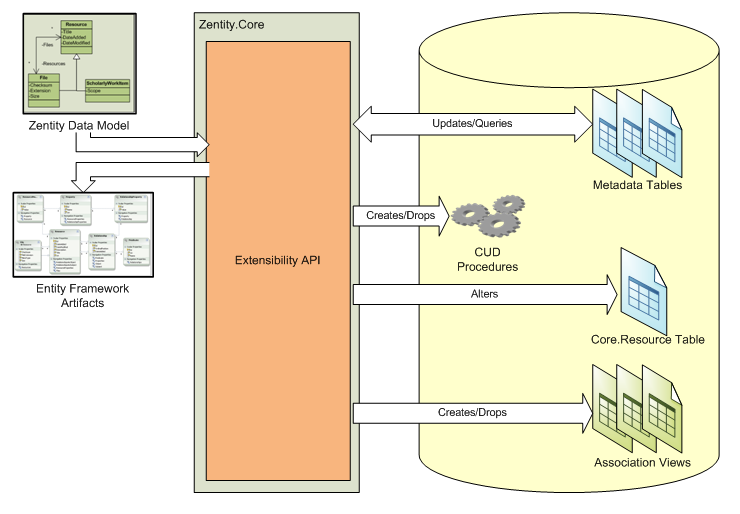 Resource
-Title
-DateAdded
-DateModified
-Files
-Resources
File
-Checksum
-Extension
-Size
ScholarlyWorkItem
-Scope
Zentity Data Model
Entity Framework
Artifacts
Zentity.Core
Extensibility API
Updates/Queries
Metadata Tables
Creates/Drops
CUD
Procedures
Alters
Core.Resource Table
Creates/Drops
Association Views